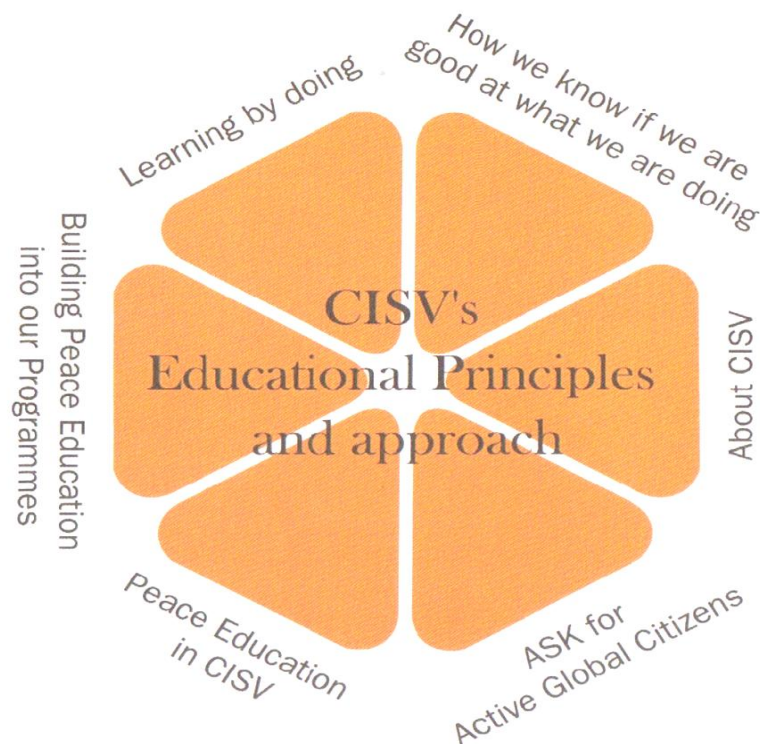 How we know if we are
good at what we are doing
Learning by doing
Building Peace Education
into our Programmes
CISV's
Educational Principles
and approach
About CISV
Peace Education
in CISV
ASK for
Active Global Citizens